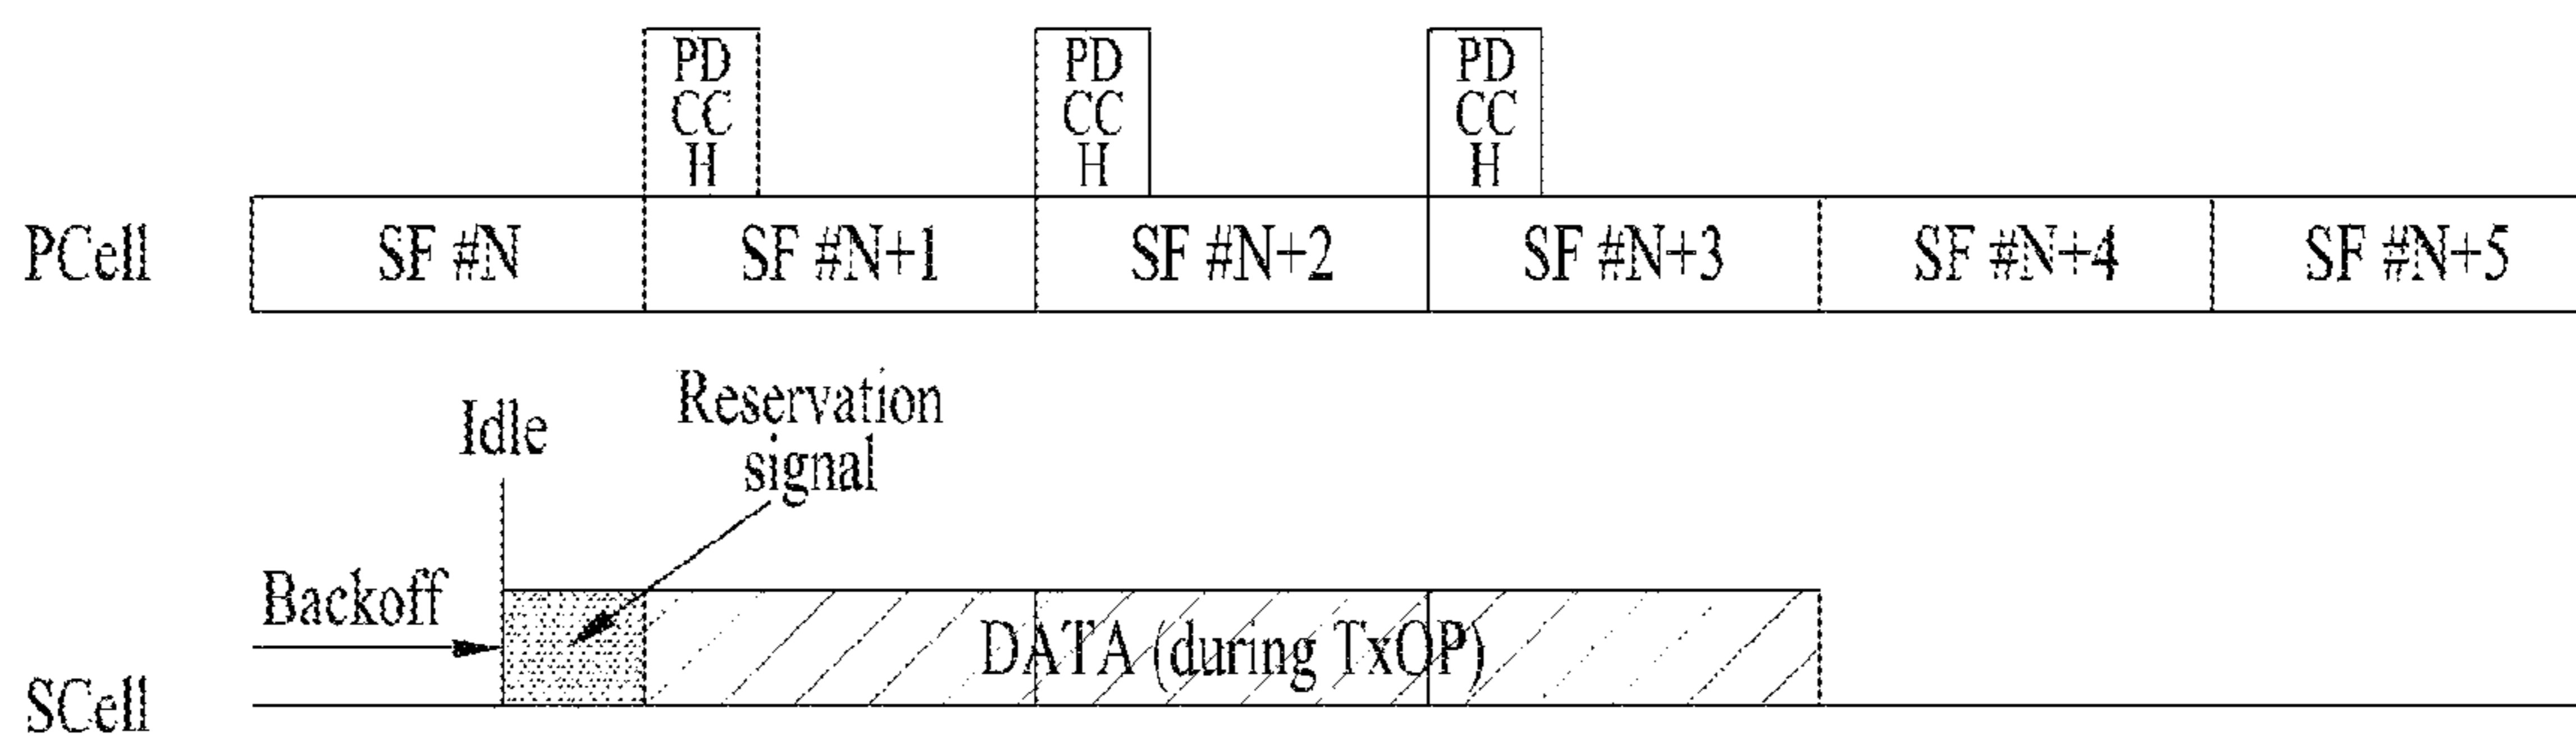 PD
CC
H
PD
CC
H
PD
CC
H
PCell
SF #N
SF #N+1
SF #N+2
SF #N+3
SF #N+4
SF #N+5
Idle
Reservation
signal
Backoff
DATA (during TxOP)
SCell